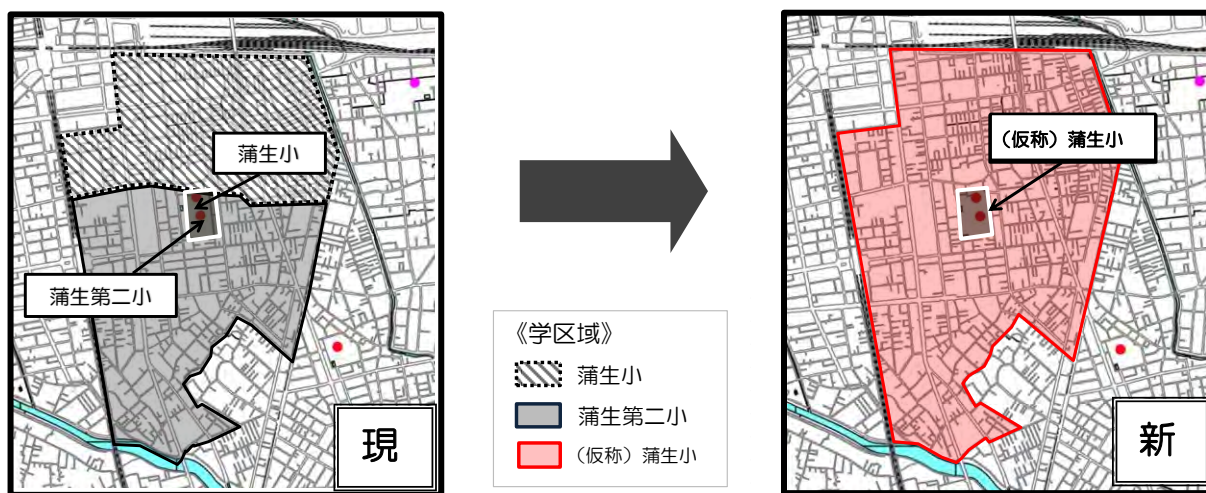 蒲生小
蒲生第二小
現
《学区域》
蒲生小
蒲生第二小
（仮称）蒲生小
（仮称）蒲生小
新